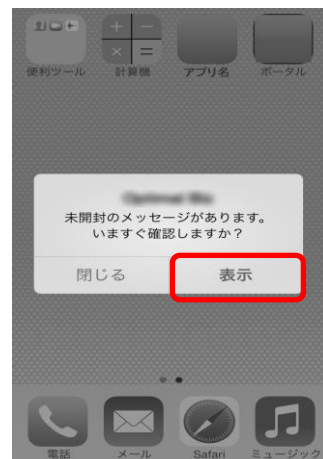 便利ツール 計算機 アプリ名 ポータル
未開封のメッセージがあります。
いますぐ確認しますか？
閉じる 表示
電話 メール Safari ミュージック